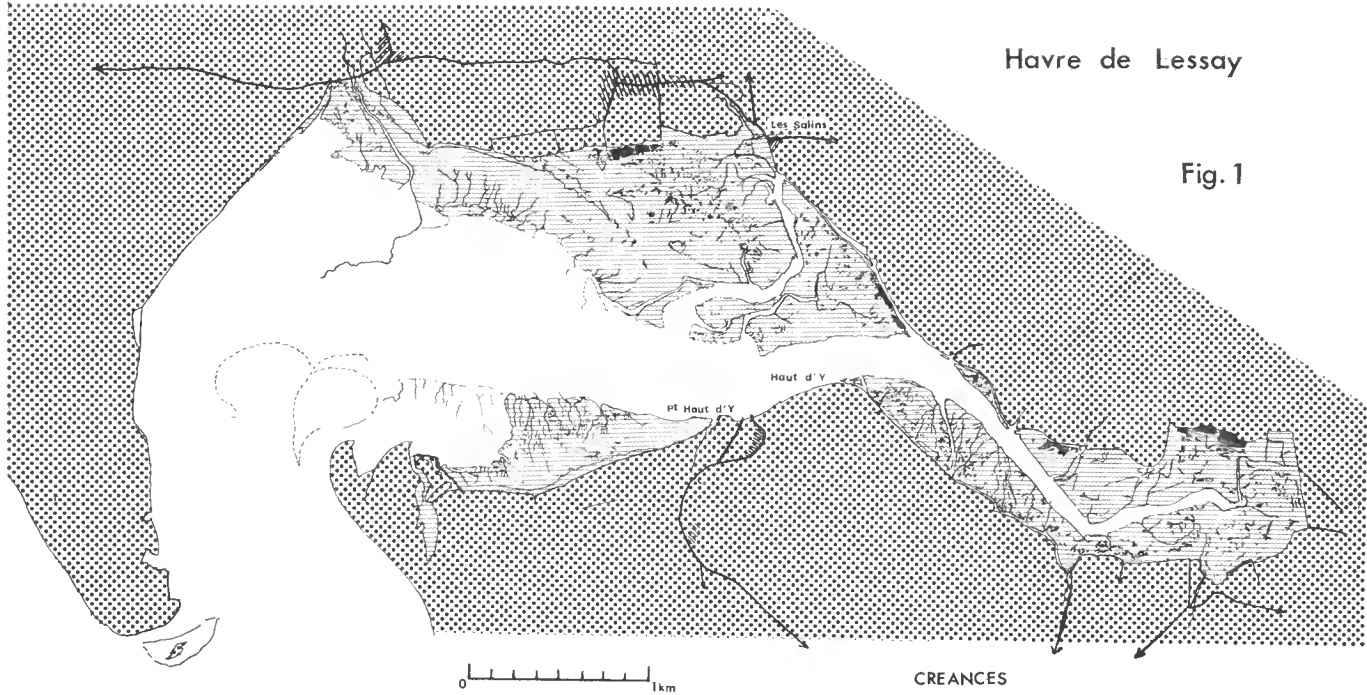 Havre de Lessay
Fig. 1
Les Salins
Haut d'Y
pt Haut d'Y
0
1km
CREANCES